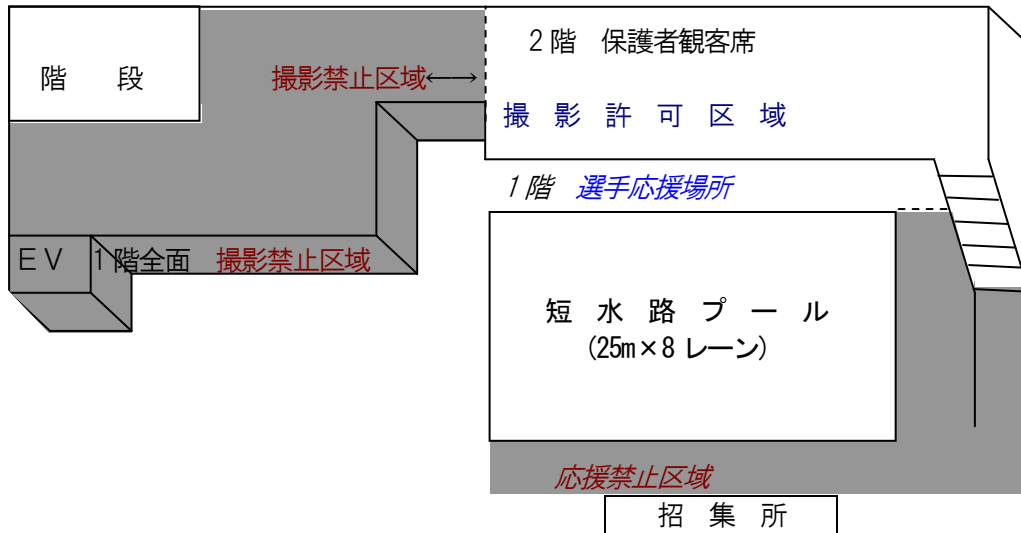 2階 保護者観客席
階 段
撮影禁止区域←→
撮 影 許 可 区 域
1階 選手応援場所
EV 1階全面 撮影禁止区域
短 水 路 プ ー ル
(25m×8 レーン)
応援禁止区域
招 集 所